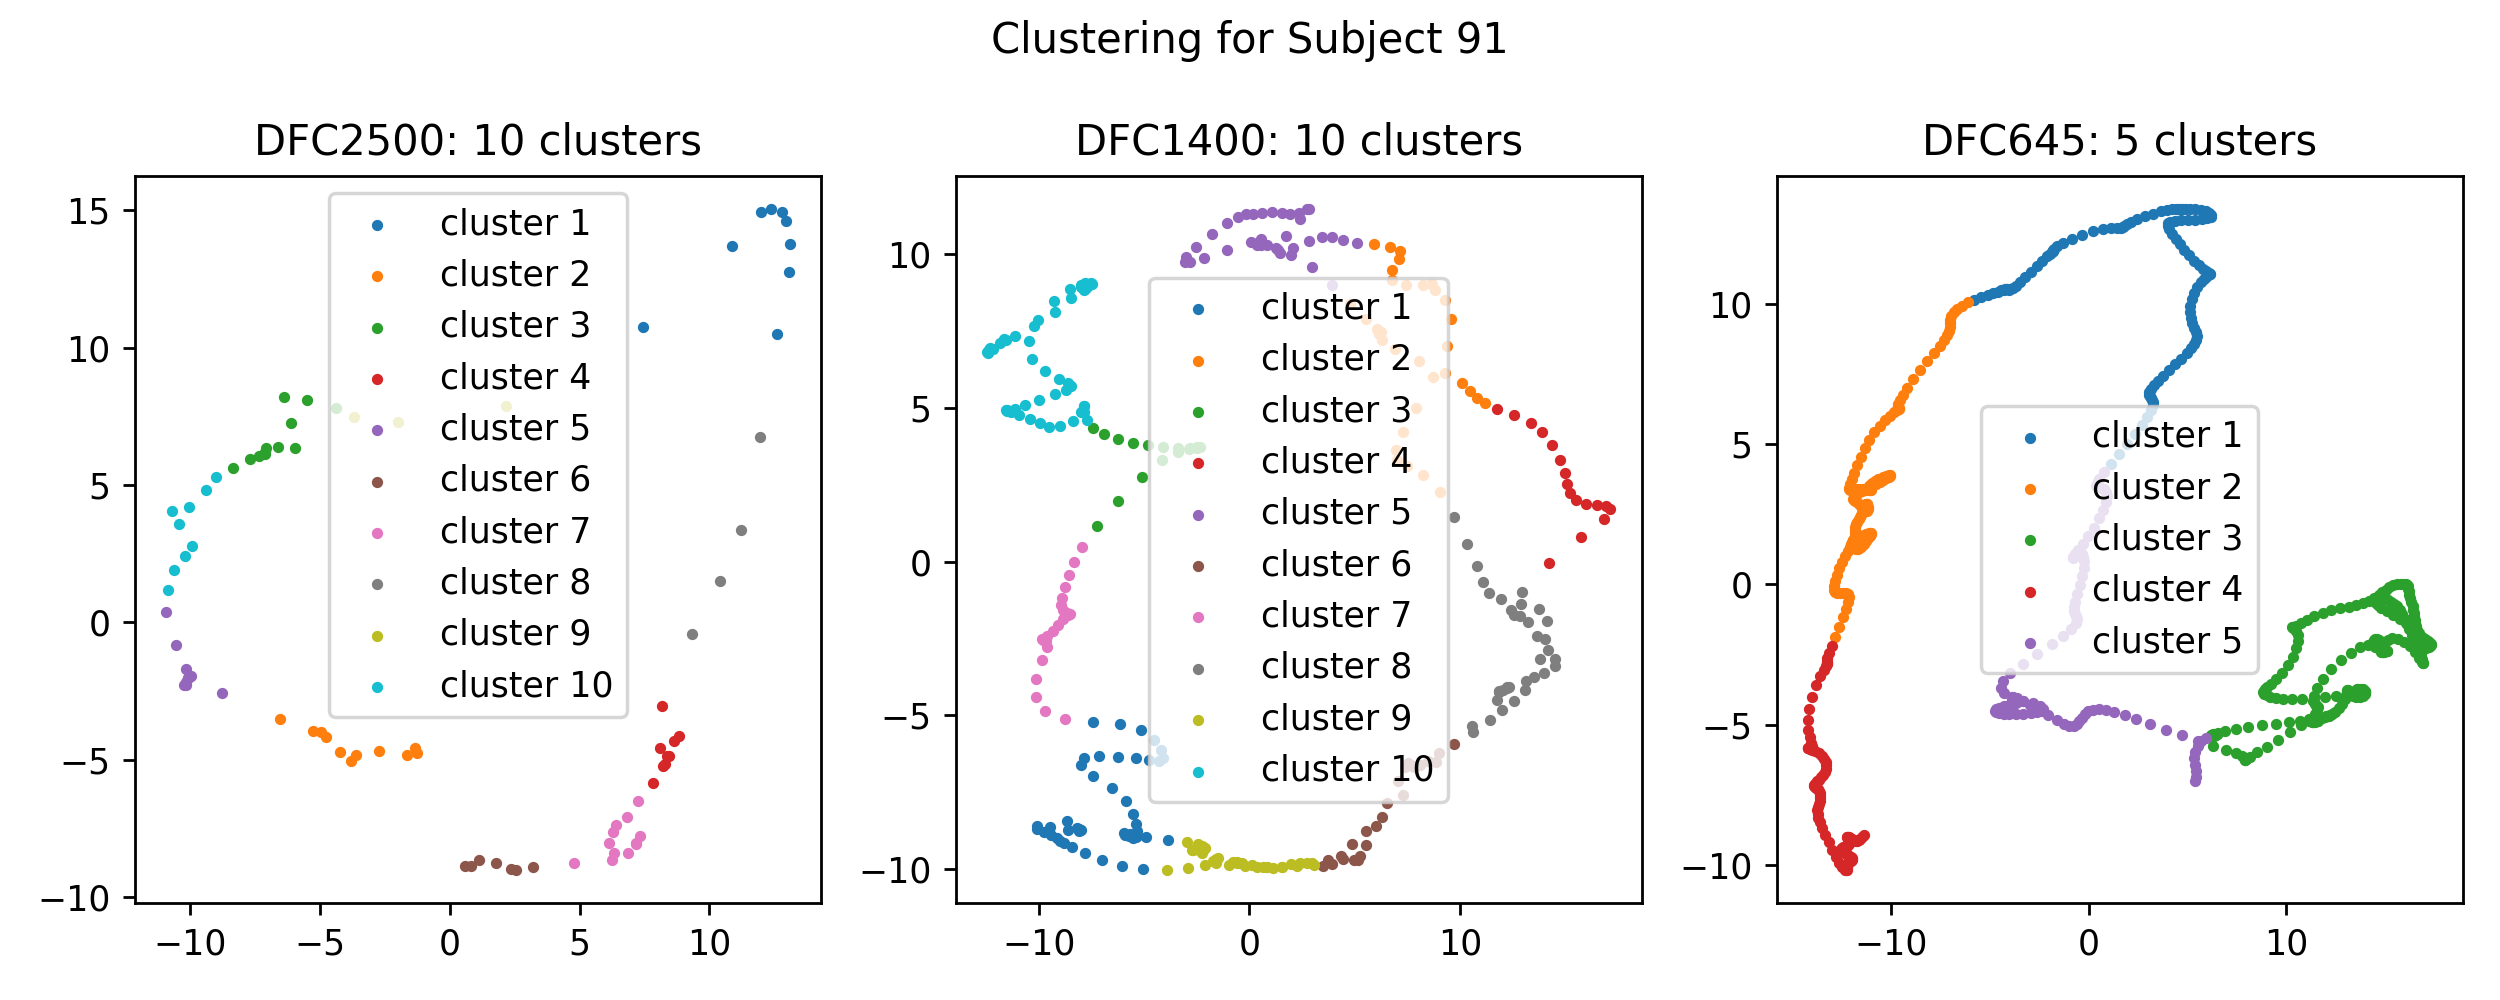 Clustering for Subject 91
DFC2500: 10 clusters
15
10
5
0
−5
−10
−10 −5 0 5 10
cluster 1
cluster 2
cluster 3
cluster 4
cluster 5
cluster 6
cluster 7
cluster 8
cluster 9
cluster 10
DFC1400: 10 clusters
10
5
0
−5
−10
−10 0 10
cluster 1
cluster 2
cluster 3
cluster 4
cluster 5
cluster 6
cluster 7
cluster 8
cluster 9
cluster 10
DFC645: 5 clusters
10
5
0
−5
−10
−10 0 10
cluster 1
cluster 2
cluster 3
cluster 4
cluster 5